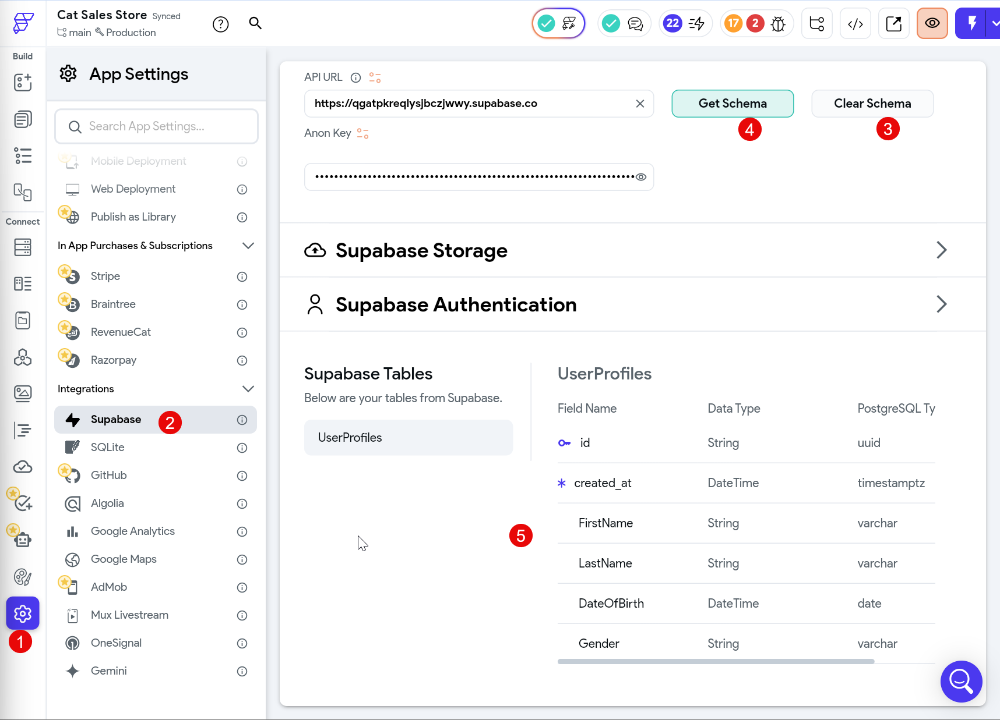 Cat Sales Store Synced
main Production
22
17 2
Build
Connect
1
App Settings
Search App Settings...
Mobile Deployment
Web Deployment
Publish as Library
In App Purchases & Subscriptions
Stripe
Braintree
RevenueCat
Razorpay
Integrations
Supabase 2
SQLite
GitHub
Algolia
Google Analytics
Google Maps
AdMob
Mux Livestream
OneSignal
Gemini
API URL
https://qgatpkreqlysjbczjwwy.supabase.co
Get Schema
Clear Schema
4
3
Anon Key
Supabase Storage
Supabase Authentication
Supabase Tables
Below are your tables from Supabase.
UserProfiles
5
UserProfiles
Field Name Data Type PostgreSQL Ty
id String uuid
created_at DateTime timestamptz
FirstName String varchar
LastName String varchar
DateOfBirth DateTime date
Gender String varchar